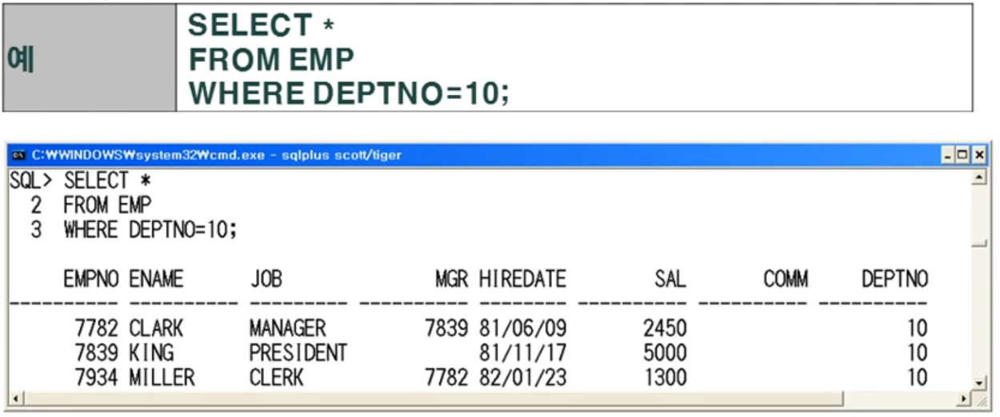 예
SELECT *
FROM EMP
WHERE DEPTNO=10;
C:₩WINDOWS₩system32₩cmd.exe - sqlplus scott/tiger
SQL> SELECT *
  2  FROM EMP
  3  WHERE DEPTNO=10;
     EMPNO ENAME      JOB              MGR HIREDATE        SAL       COMM     DEPTNO
---------- ---------- --------- ---------- -------- ---------- ---------- ----------
      7782 CLARK      MANAGER         7839 81/06/09       2450                    10
      7839 KING       PRESIDENT            81/11/17       5000                    10
      7934 MILLER     CLERK           7782 82/01/23       1300                    10